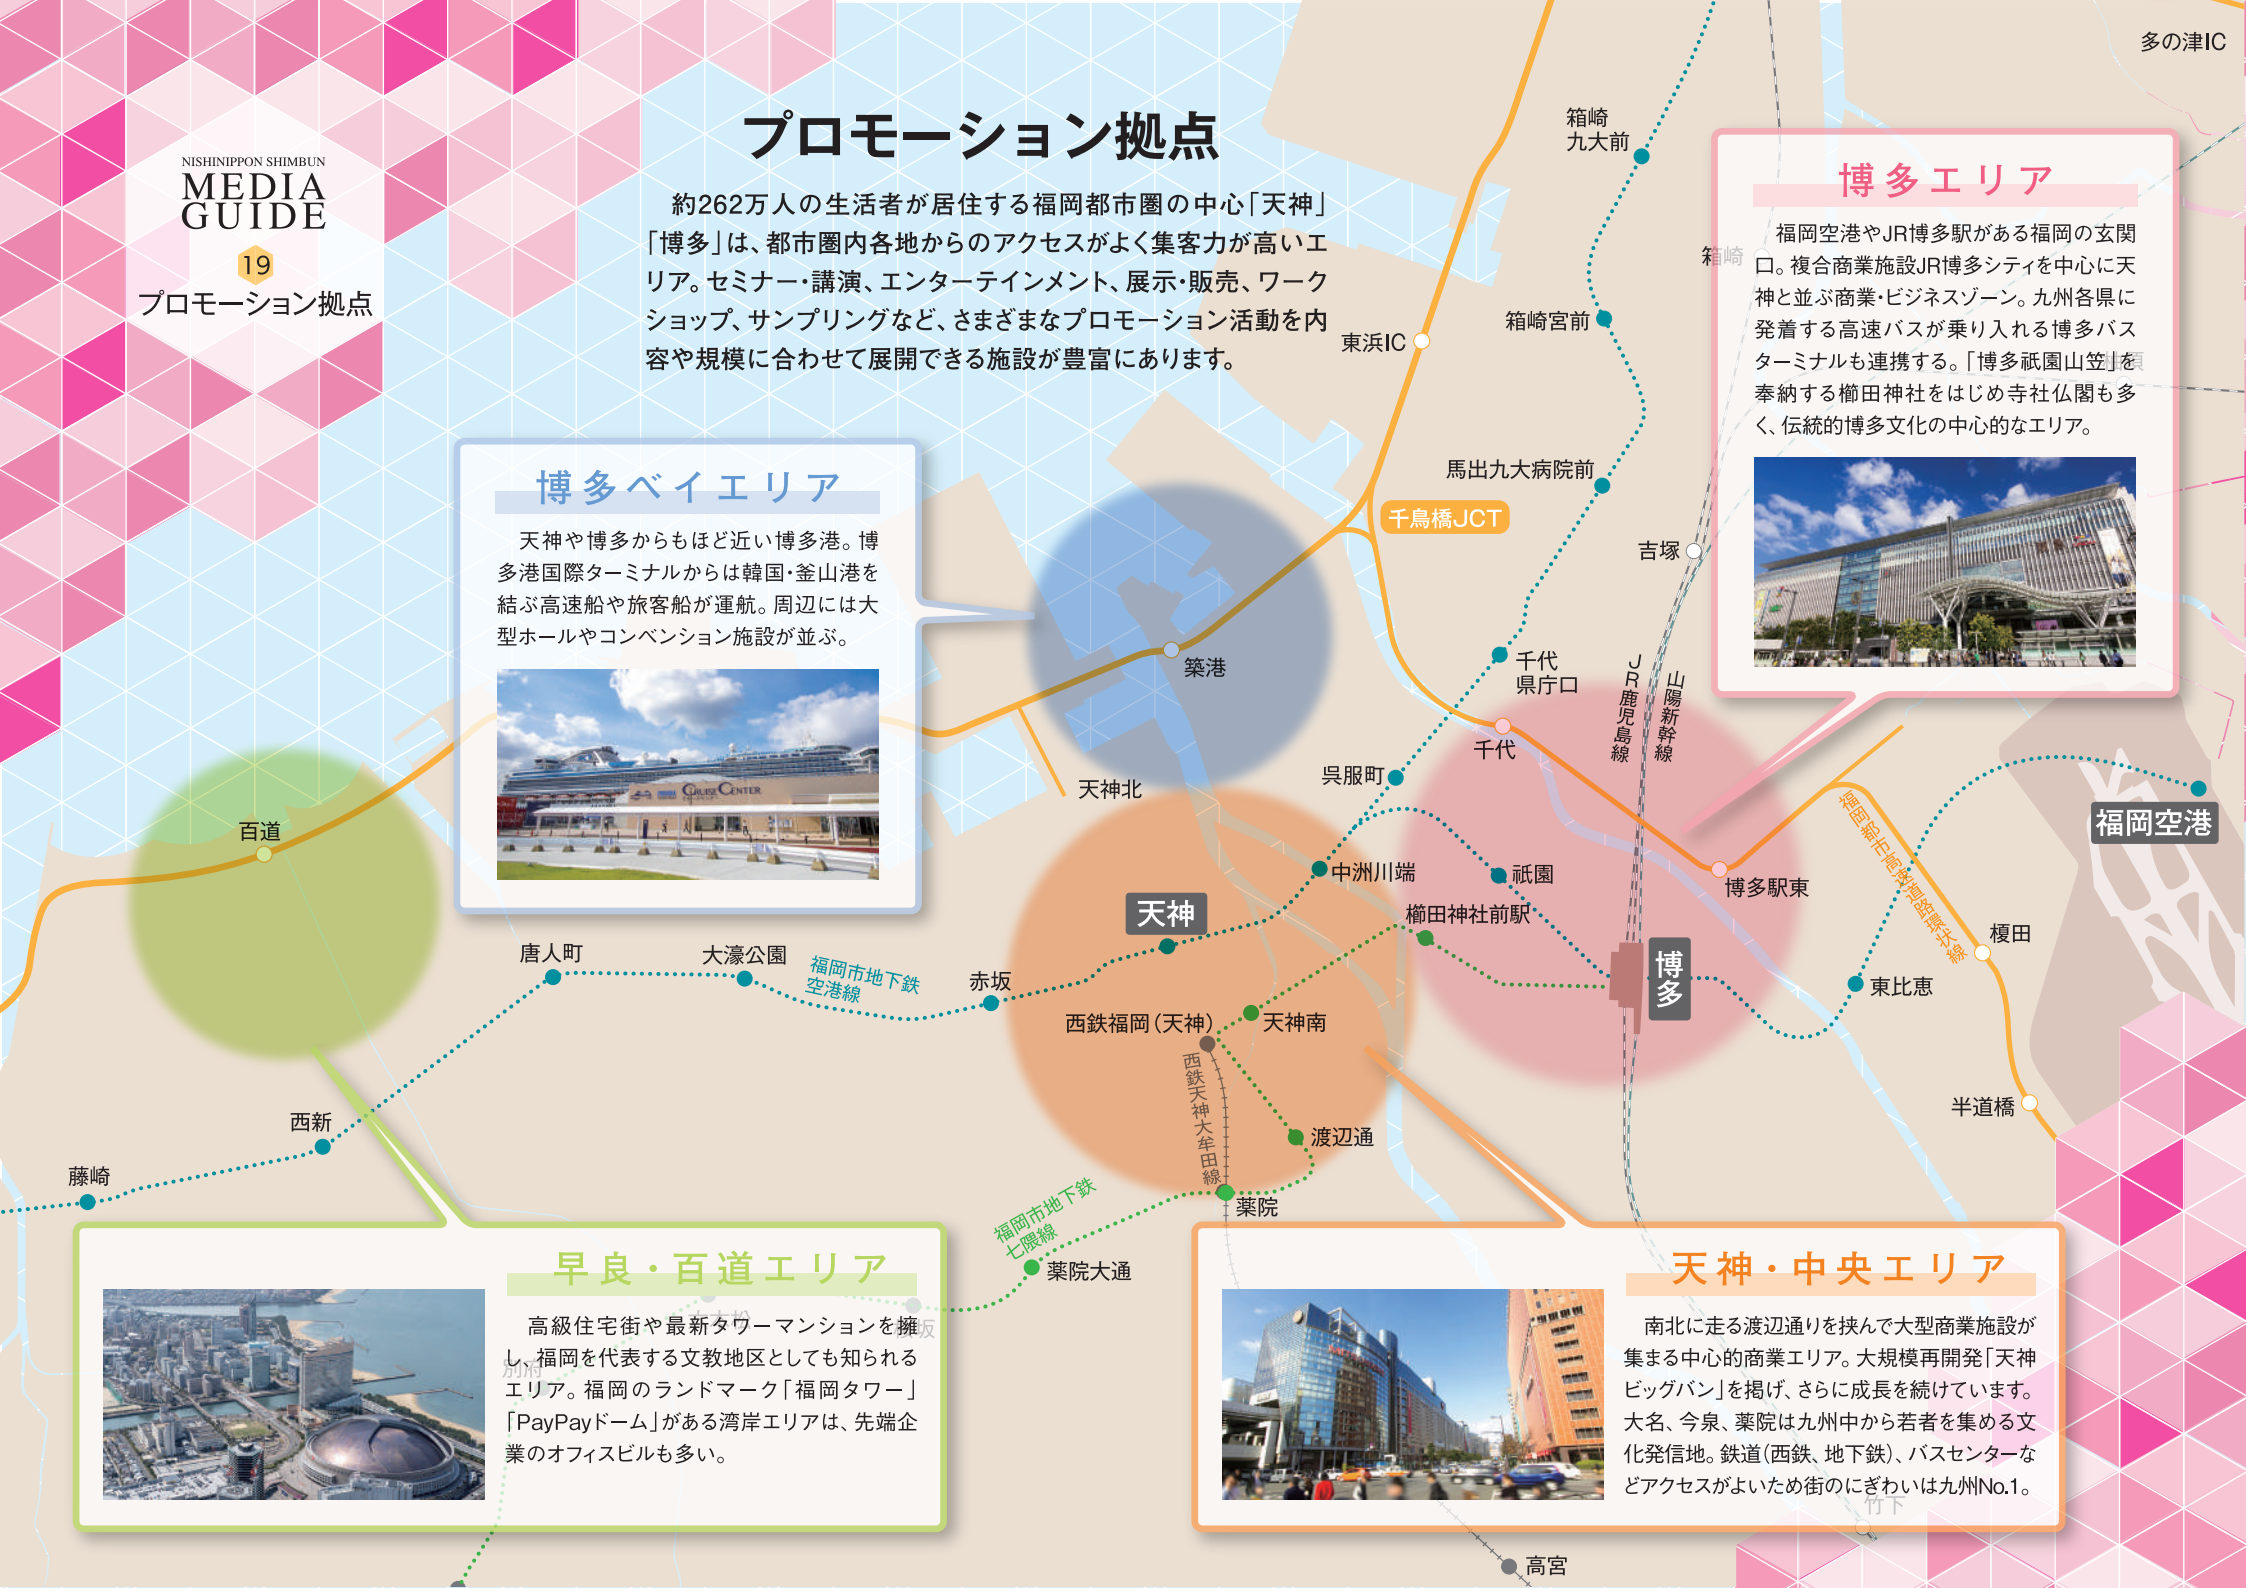 NISHINIPPON SHIMBUN
MEDIA
GUIDE
19
プロモーション拠点
プロモーション拠点
約262万人の生活者が居住する福岡都市圏の中心「天神」
「博多」は、都市圏内各地からのアクセスがよく集客力が高いエ
リア。セミナー・講演、エンターテインメント、展示・販売、ワーク
ショップ、サンプリングなど、さまざまなプロモーション活動を内
容や規模に合わせて展開できる施設が豊富にあります。
博多エリア
福岡空港やJR博多駅がある福岡の玄関
口。複合商業施設JR博多シティを中心に天
神と並ぶ商業・ビジネスゾーン。九州各県に
発着する高速バスが乗り入れる博多バス
ターミナルも連携する。「博多祇園山笠」を
奉納する櫛田神社をはじめ寺社仏閣も多
く、伝統的博多文化の中心的なエリア。
博多ベイエリア
天神や博多からもほど近い博多港。博
多港国際ターミナルからは韓国・釜山港を
結ぶ高速船や旅客船が運航。周辺には大
型ホールやコンベンション施設が並ぶ。
CRUISE CENTER
早良・百道エリア
高級住宅街や最新タワーマンションを擁
し、福岡を代表する文教地区としても知られる
エリア。福岡のランドマーク「福岡タワー」
「PayPayドーム」がある湾岸エリアは、先端企
業のオフィスビルも多い。
天神・中央エリア
南北に走る渡辺通りを挟んで大型商業施設が
集まる中心的商業エリア。大規模再開発「天神
ビッグバン」を掲げ、さらに成長を続けています。
大名、今泉、薬院は九州中から若者を集める文
化発信地。鉄道(西鉄、地下鉄)、バスセンターな
どアクセスがよいため街のにぎわいは九州No.1。
多の津IC
箱崎
九大前
箱崎
箱崎宮前
東浜IC
馬出九大病院前
千鳥橋JCT
吉塚
千代
県庁口
築港
JR鹿児島線
山陽新幹線
千代
呉服町
天神北
福岡空港
百道
中洲川端
祇園
博多駅東
福岡都市高速道路環状線
天神
櫛田神社前駅
榎田
唐人町
大濠公園
福岡市地下鉄
空港線
赤坂
博多
東比恵
西鉄福岡(天神)
天神南
西鉄天神大牟田線
半道橋
西新
渡辺通
藤崎
福岡市地下鉄
七隈線
薬院
薬院大通
別府
竹下
高宮